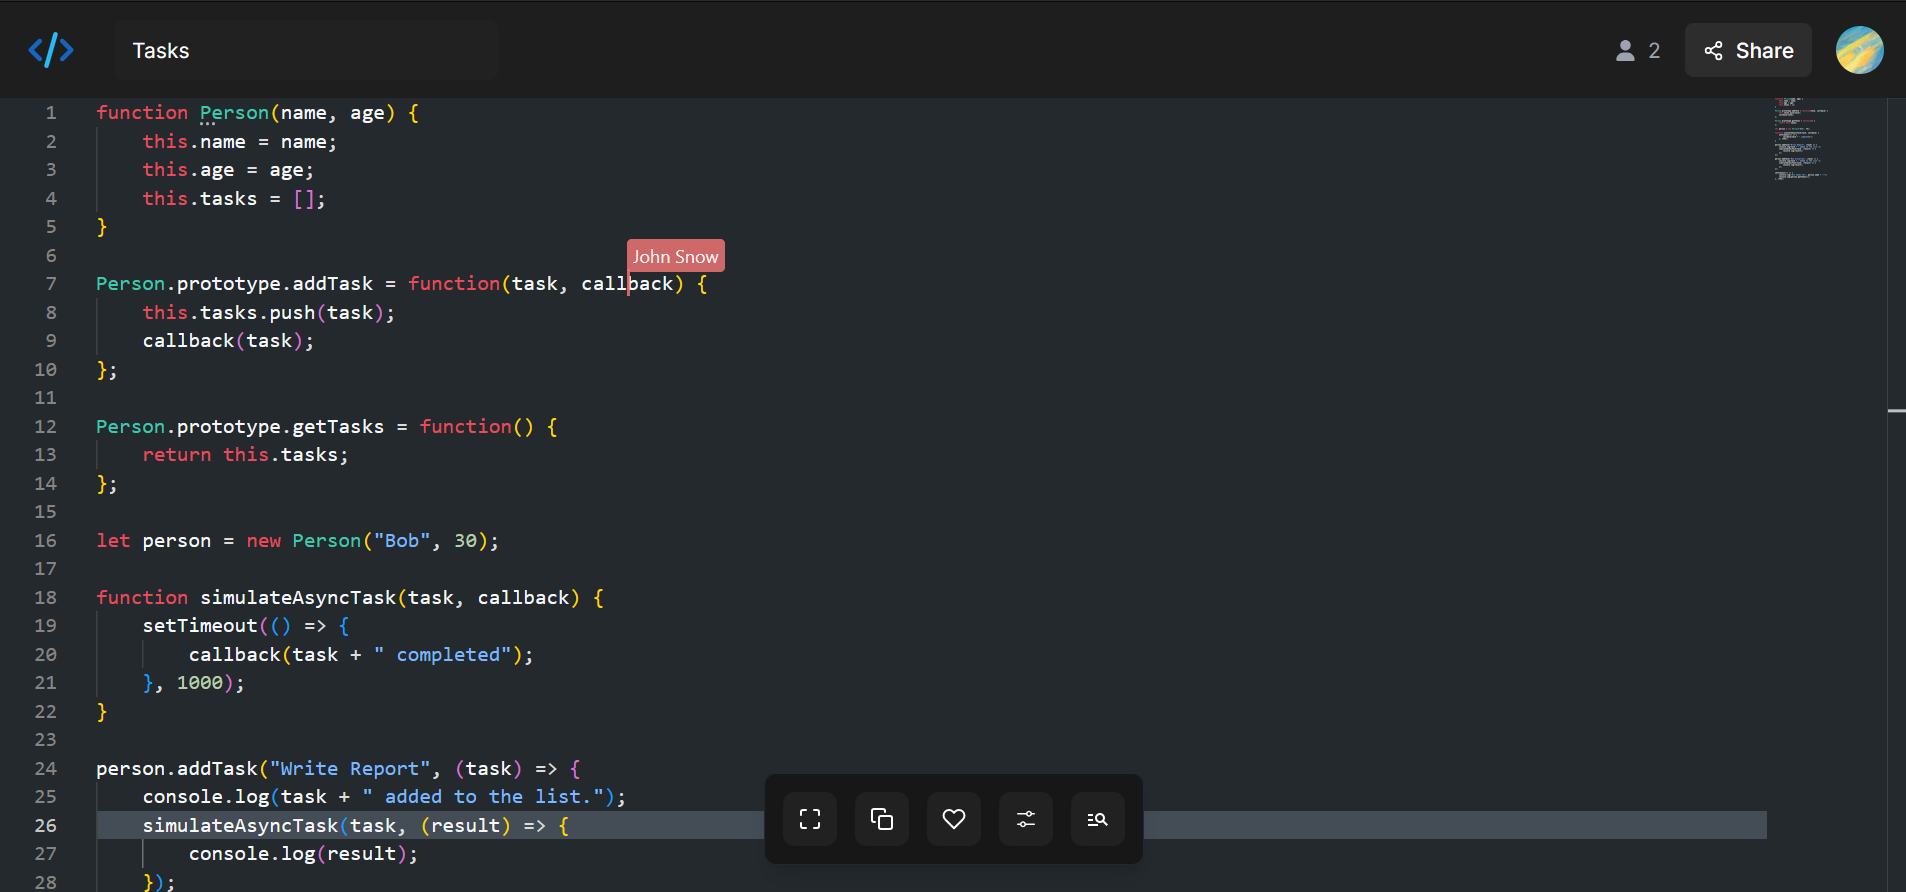 Tasks
2
Share
1 function Person(name, age) {
2     this.name = name;
3     this.age = age;
4     this.tasks = [];
5 }
6
John Snow
7 Person.prototype.addTask = function(task, callback) {
8     this.tasks.push(task);
9     callback(task);
10 };
11
12 Person.prototype.getTasks = function() {
13     return this.tasks;
14 };
15
16 let person = new Person("Bob", 30);
17
18 function simulateAsyncTask(task, callback) {
19     setTimeout(() => {
20         callback(task + " completed");
21     }, 1000);
22 }
23
24 person.addTask("Write Report", (task) => {
25     console.log(task + " added to the list.");
26     simulateAsyncTask(task, (result) => {
27         console.log(result);
28     });